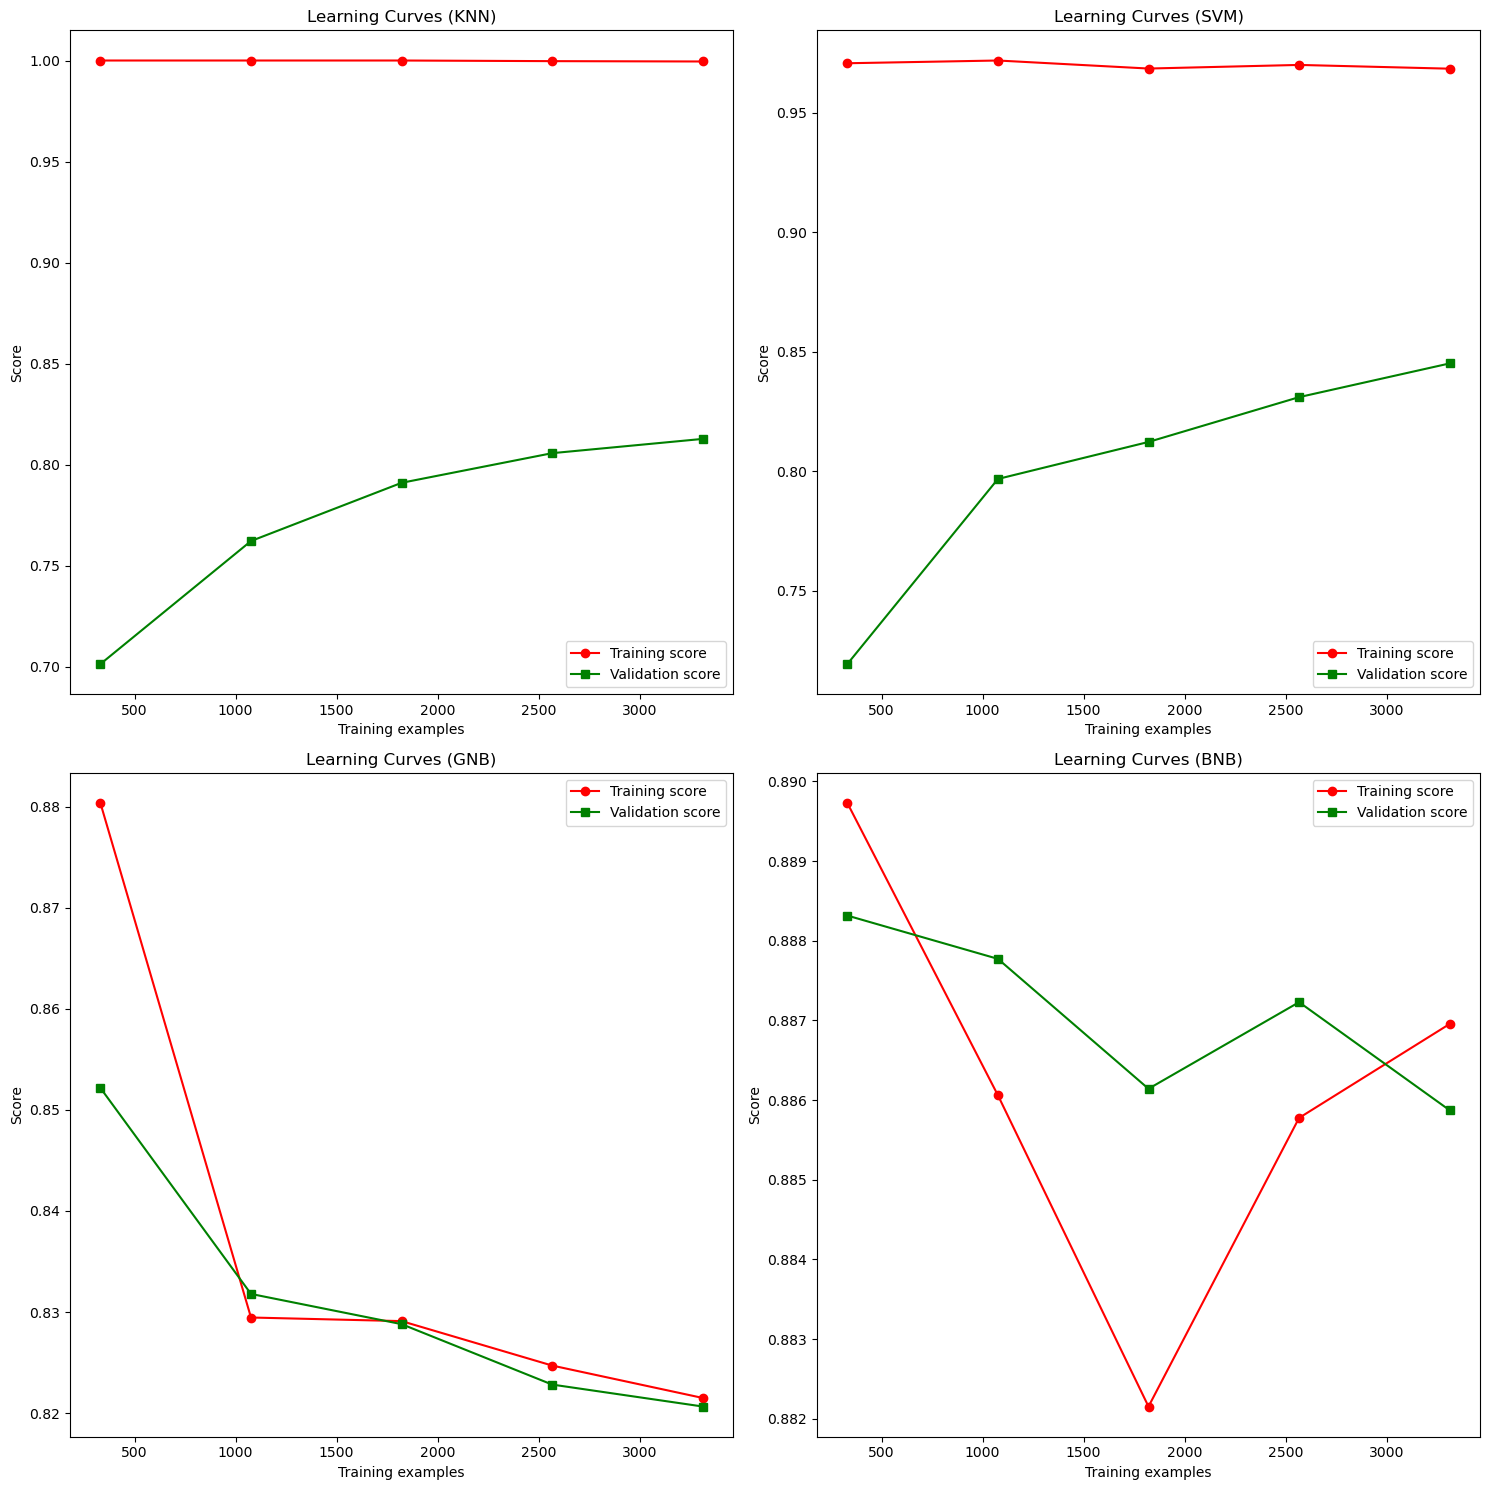 Learning Curves (KNN)
1.00
0.95
0.90
0.85
0.80
0.75
0.70
Score
500 1000 1500 2000 2500 3000
Training examples
Training score
Validation score
Learning Curves (SVM)
0.95
0.90
0.85
0.80
0.75
Score
500 1000 1500 2000 2500 3000
Training examples
Training score
Validation score
Learning Curves (GNB)
0.88
0.87
0.86
0.85
0.84
0.83
0.82
Score
500 1000 1500 2000 2500 3000
Training examples
Training score
Validation score
Learning Curves (BNB)
0.890
0.889
0.888
0.887
0.886
0.885
0.884
0.883
0.882
Score
500 1000 1500 2000 2500 3000
Training examples
Training score
Validation score